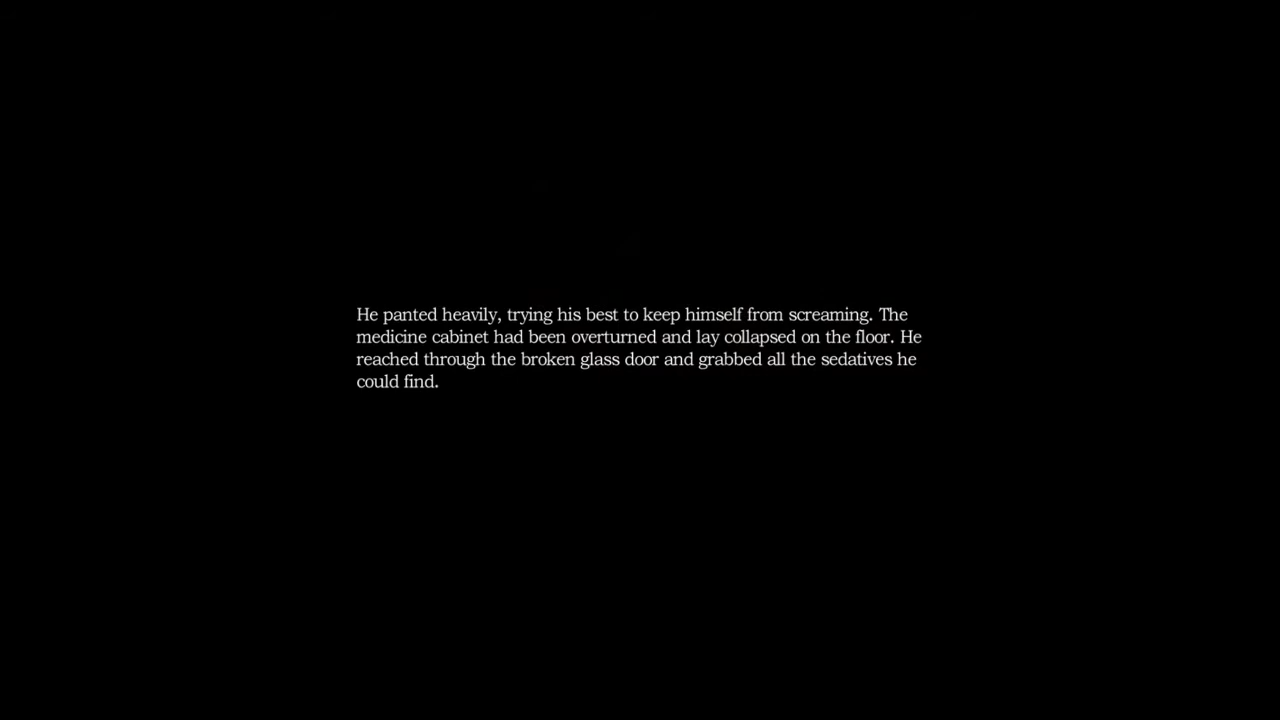 He panted heavily, trying his best to keep himself from screaming. The
medicine cabinet had been overturned and lay collapsed on the floor. He
reached through the broken glass door and grabbed all the sedatives he
could find.